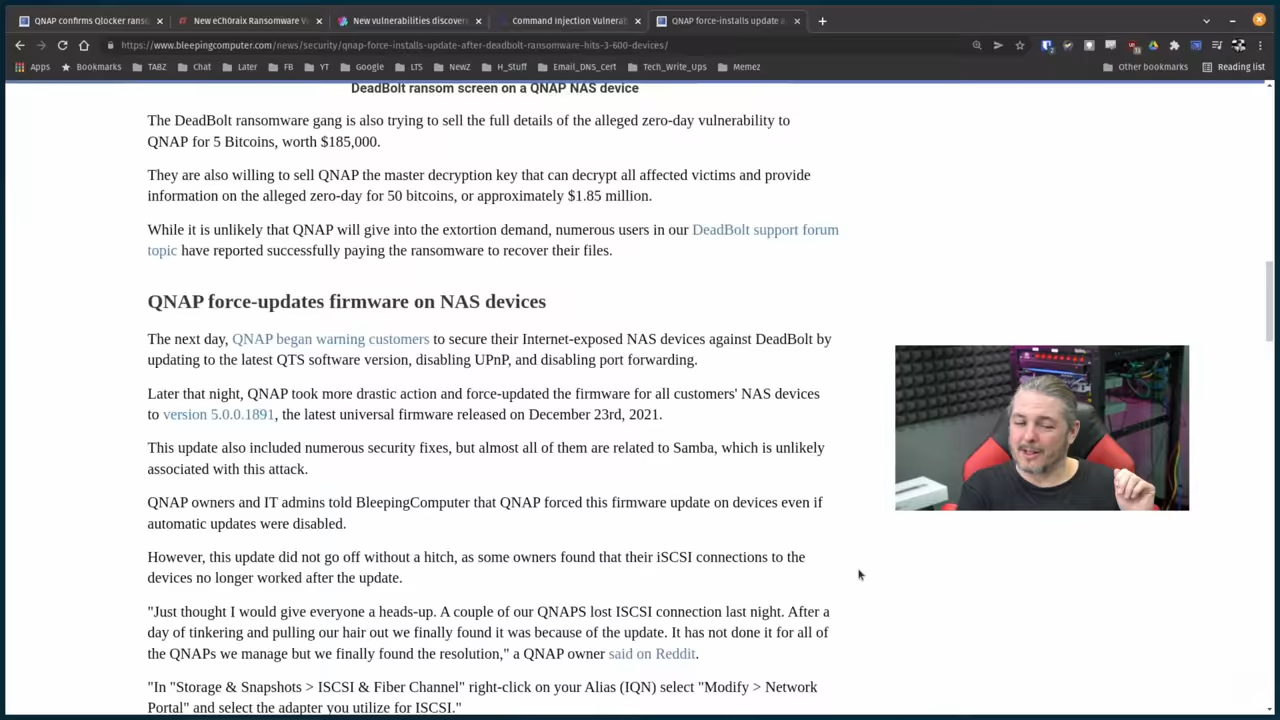 QNAP confirms Qlocker rans
New eCh0raix Ransomware V
New vulnerabilities discover
Command Injection Vulnera
QNAP force-installs update a
https://www.bleepingcomputer.com/news/security/qnap-force-installs-update-after-deadbolt-ransomware-hits-3-600-devices/
Apps Bookmarks TABZ Chat Later FB YT Google LTS NewZ H_Stuff Email_DNS_Cert Tech_Write_Ups Memez Other bookmarks Reading list
DeadBolt ransom screen on a QNAP NAS device
The DeadBolt ransomware gang is also trying to sell the full details of the alleged zero-day vulnerability to
QNAP for 5 Bitcoins, worth $185,000.
They are also willing to sell QNAP the master decryption key that can decrypt all affected victims and provide
information on the alleged zero-day for 50 bitcoins, or approximately $1.85 million.
While it is unlikely that QNAP will give into the extortion demand, numerous users in our DeadBolt support forum
topic have reported successfully paying the ransomware to recover their files.
QNAP force-updates firmware on NAS devices
The next day, QNAP began warning customers to secure their Internet-exposed NAS devices against DeadBolt by
updating to the latest QTS software version, disabling UPnP, and disabling port forwarding.
Later that night, QNAP took more drastic action and force-updated the firmware for all customers' NAS devices
to version 5.0.0.1891, the latest universal firmware released on December 23rd, 2021.
This update also included numerous security fixes, but almost all of them are related to Samba, which is unlikely
associated with this attack.
QNAP owners and IT admins told BleepingComputer that QNAP forced this firmware update on devices even if
automatic updates were disabled.
However, this update did not go off without a hitch, as some owners found that their iSCSI connections to the
devices no longer worked after the update.
"Just thought I would give everyone a heads-up. A couple of our QNAPS lost ISCSI connection last night. After a
day of tinkering and pulling our hair out we finally found it was because of the update. It has not done it for all of
the QNAPs we manage but we finally found the resolution," a QNAP owner said on Reddit.
"In "Storage & Snapshots > ISCSI & Fiber Channel" right-click on your Alias (IQN) select "Modify > Network
Portal" and select the adapter you utilize for ISCSI."